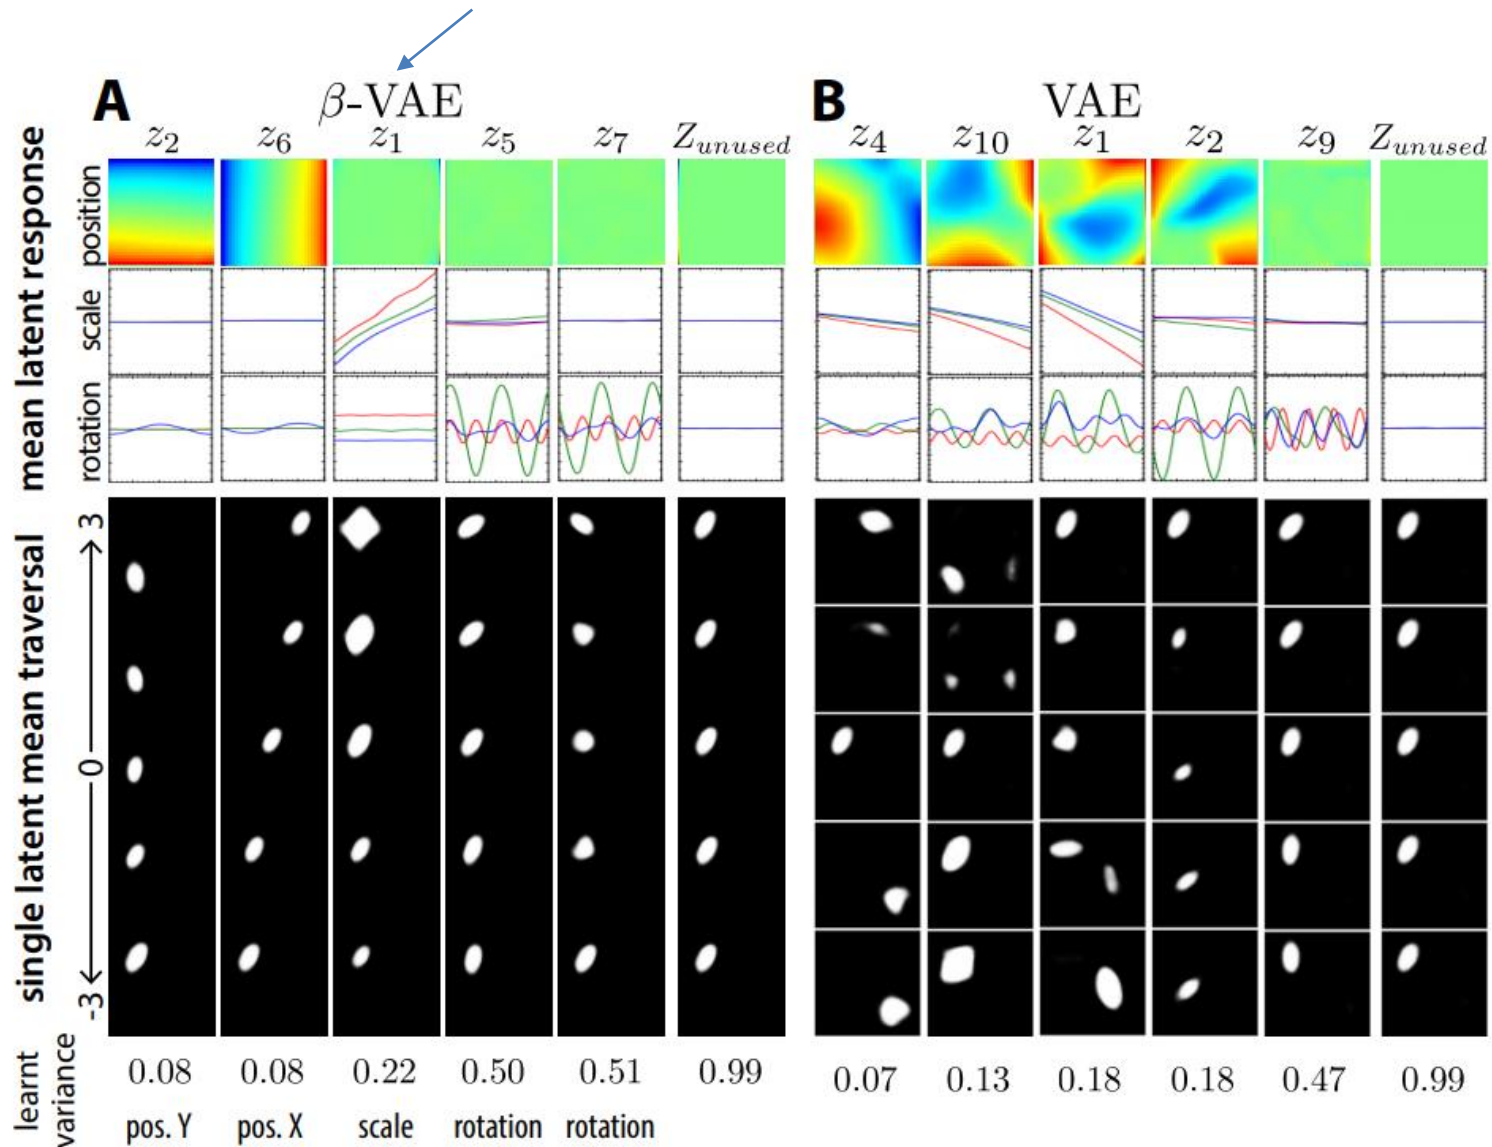 A β-VAE
B VAE
z2 z6 z1 z5 z7 Zunused
z4 z10 z1 z2 z9 Zunused
mean latent response
position
scale
rotation
single latent mean traversal
3
0
-3
learnt variance
0.08 0.08 0.22 0.50 0.51 0.99
0.07 0.13 0.18 0.18 0.47 0.99
pos. Y pos. X scale rotation rotation